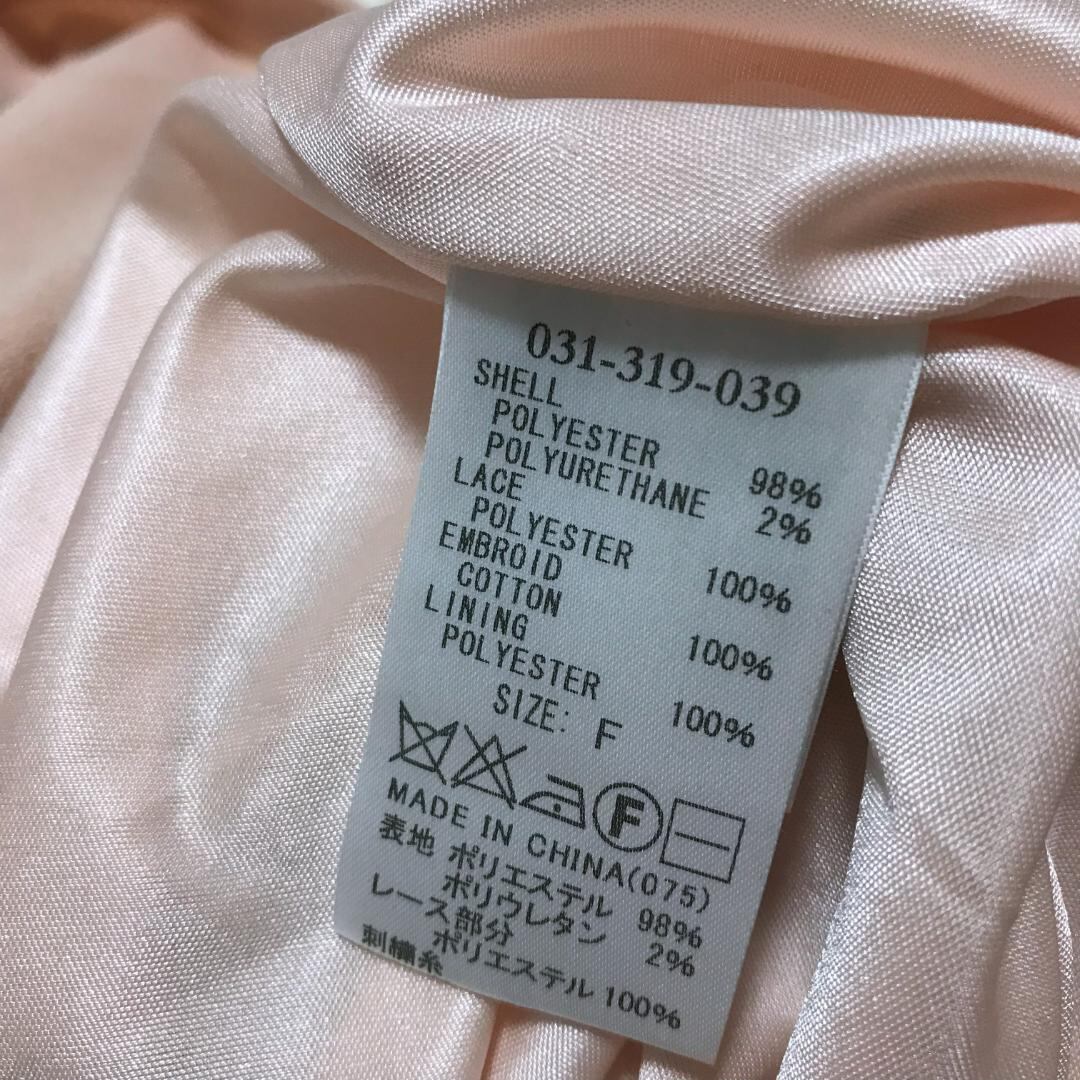 031-319-039
SHELL
POLYESTER 98%
POLYURETHANE 2%
LACE
POLYESTER 100%
EMBROID
COTTON 100%
LINING
POLYESTER 100%
SIZE: F
F
MADE IN CHINA(075)
表地 ポリエステル 98%
ポリウレタン 2%
レース部分
ポリエステル 100%
刺繍糸